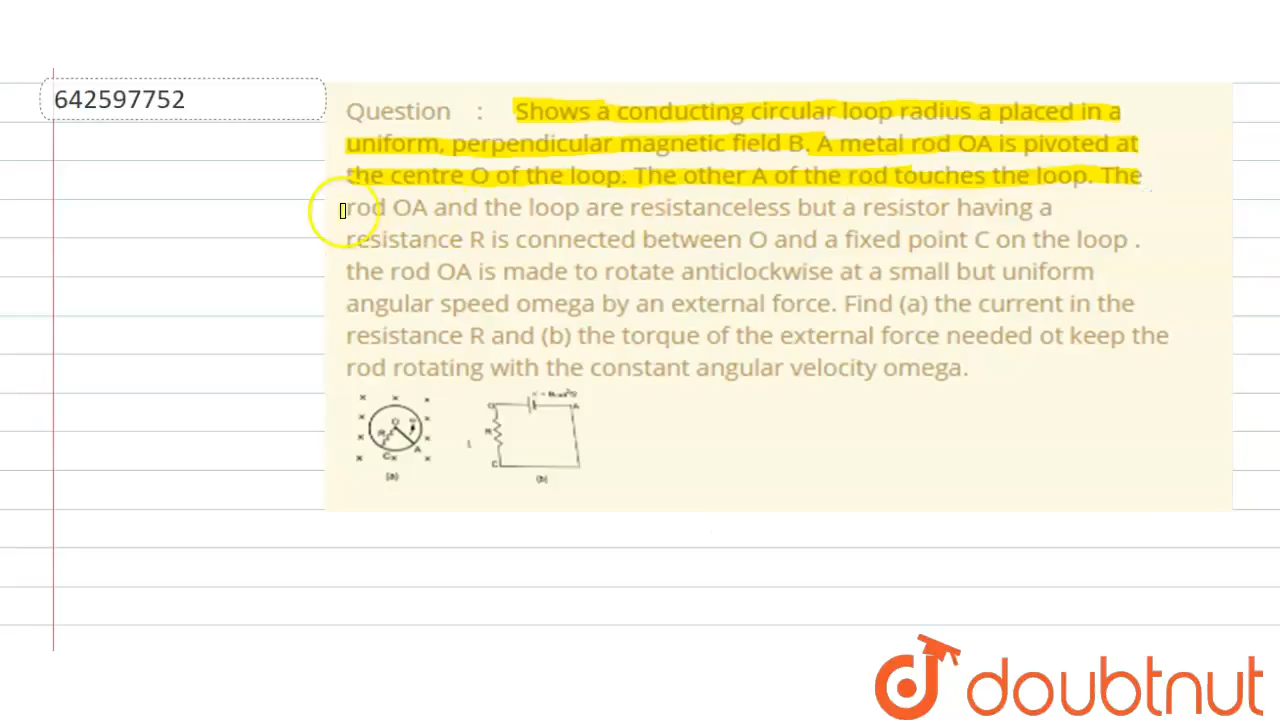 642597752
Question : Shows a conducting circular loop radius a placed in a
uniform, perpendicular magnetic field B. A metal rod OA is pivoted at
the centre O of the loop. The other A of the rod touches the loop. The
rod OA and the loop are resistanceless but a resistor having a
resistance R is connected between O and a fixed point C on the loop .
the rod OA is made to rotate anticlockwise at a small but uniform
angular speed omega by an external force. Find (a) the current in the
resistance R and (b) the torque of the external force needed ot keep the
rod rotating with the constant angular velocity omega.
O
R
C
A
(a)
A
R
C
(b)
doubtnut